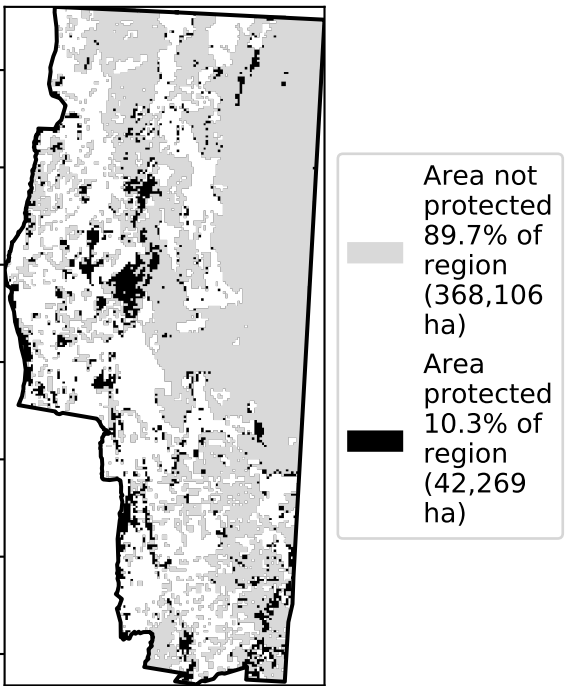 Area not
protected
89.7% of
region
(368,106
ha)
Area
protected
10.3% of
region
(42,269
ha)